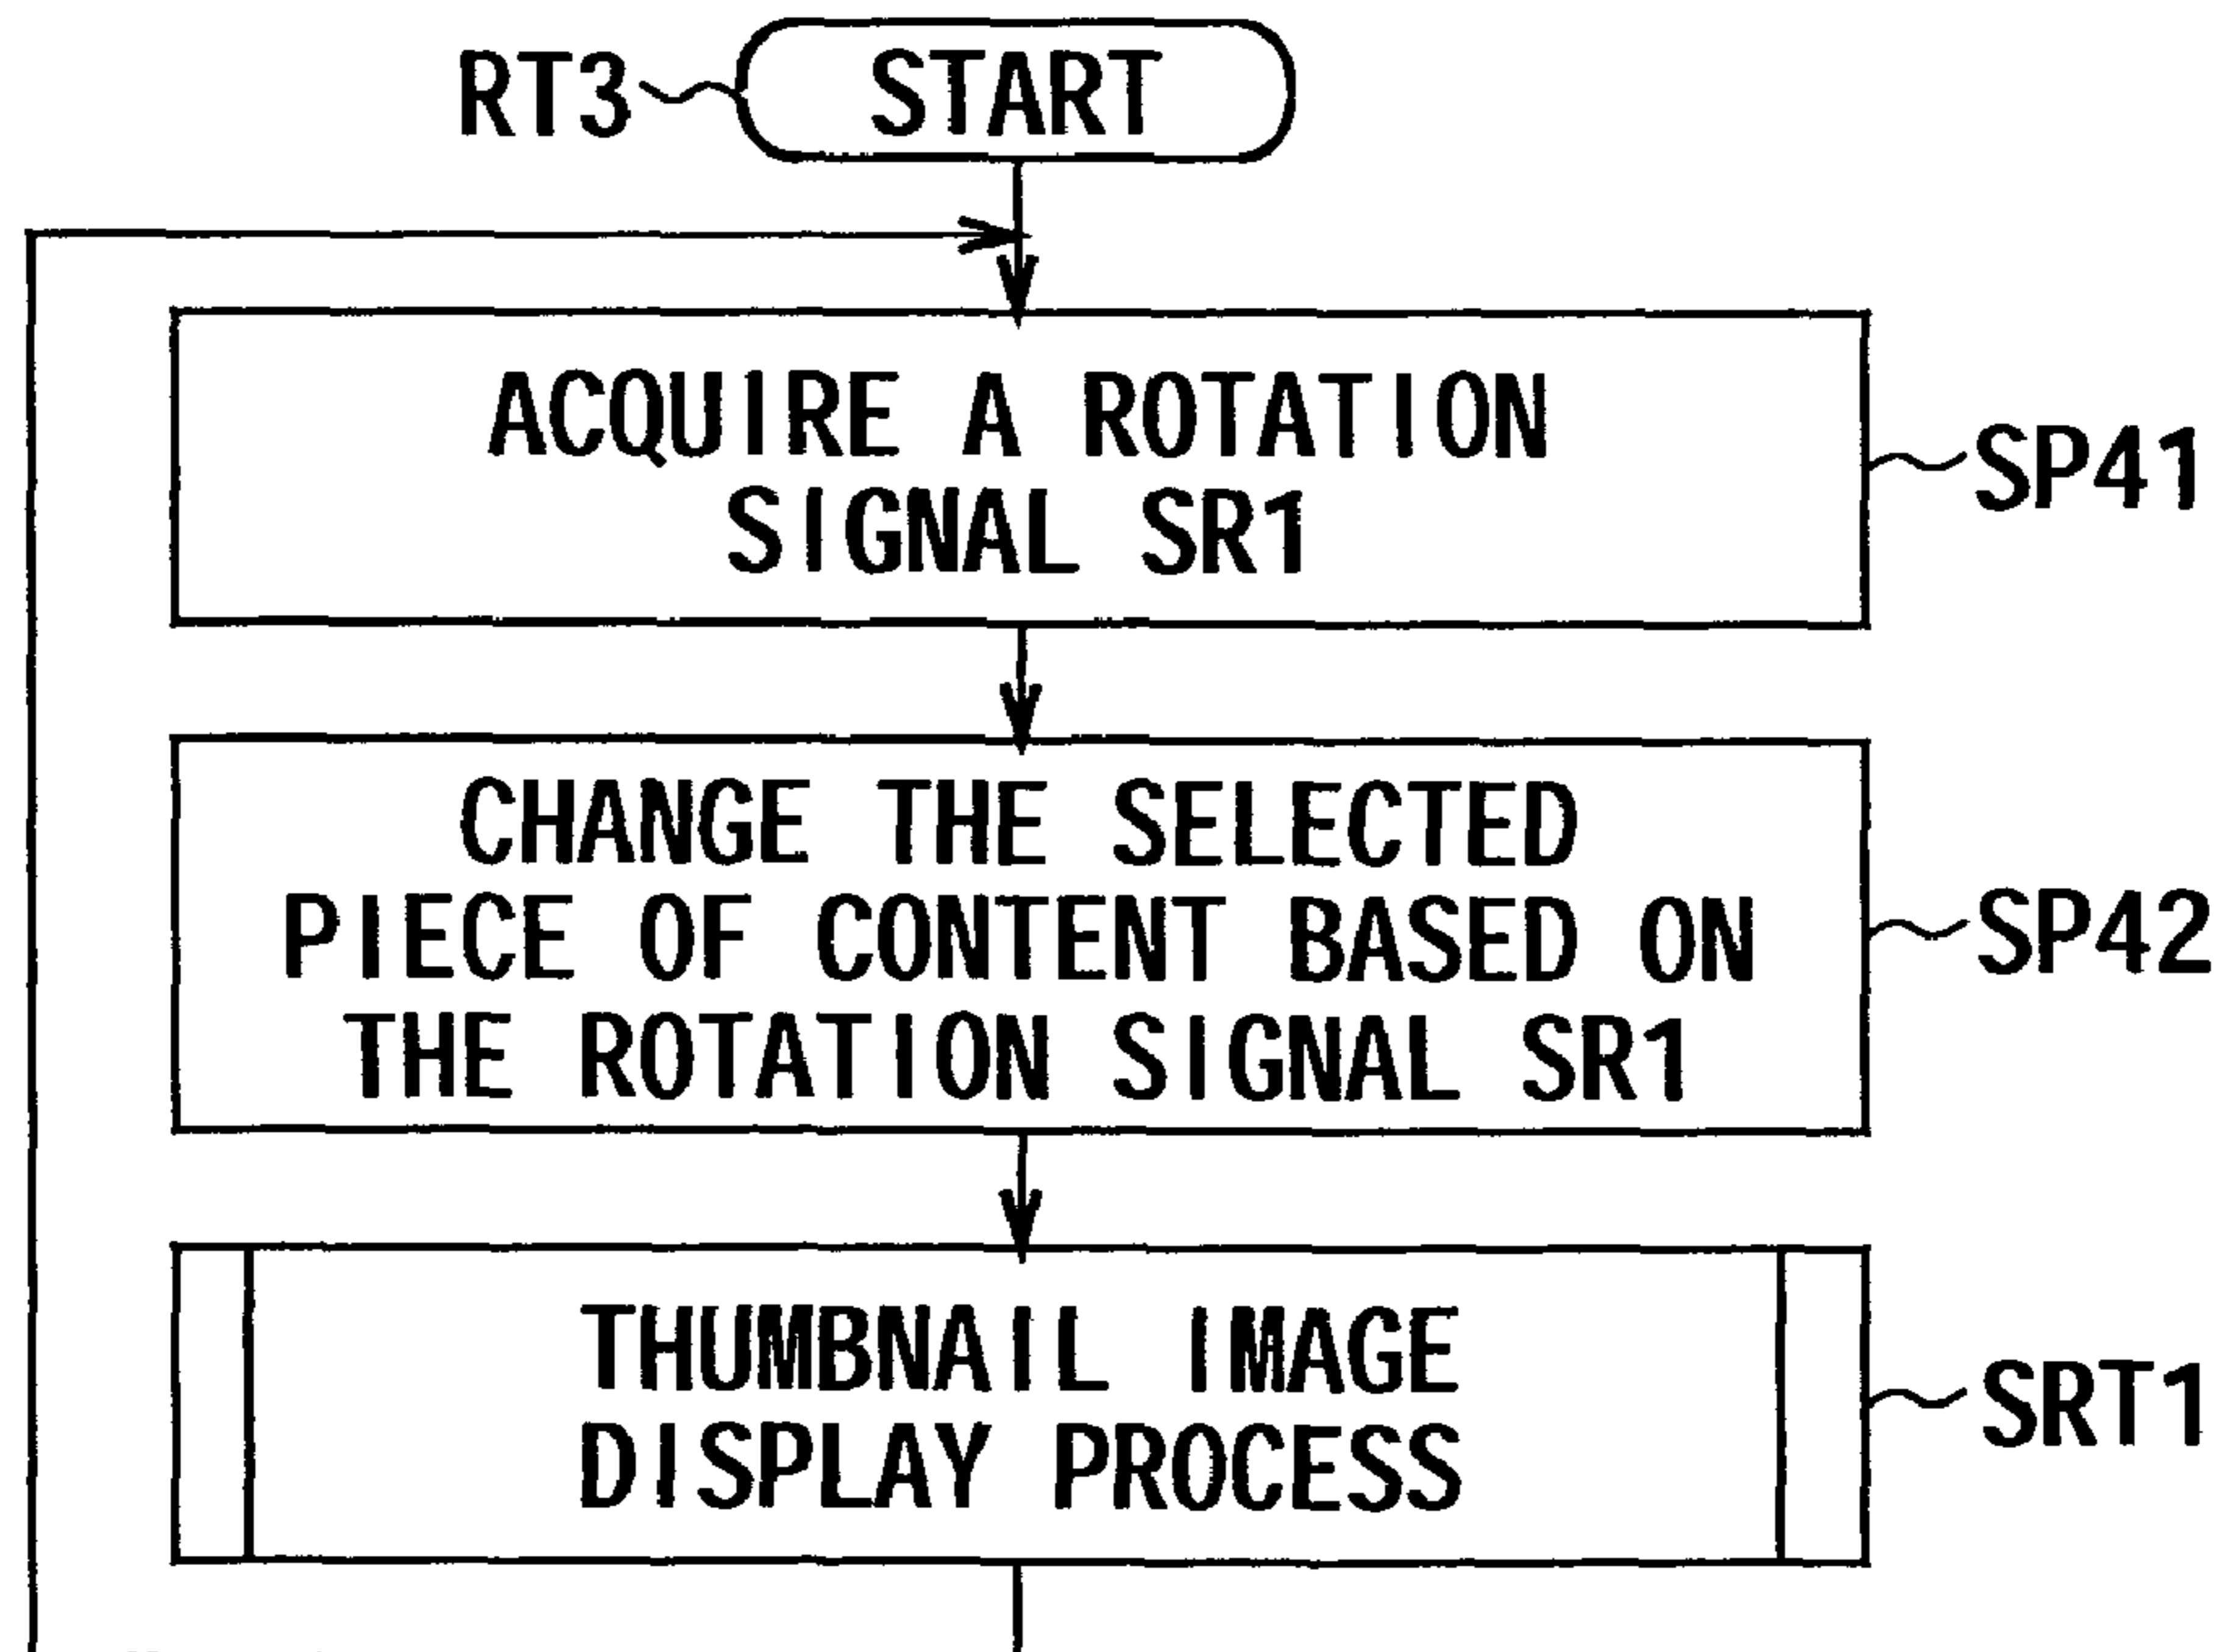 RT3 START
ACQUIRE A ROTATION
SIGNAL SR1
SP41
CHANGE THE SELECTED
PIECE OF CONTENT BASED ON
THE ROTATION SIGNAL SR1
SP42
THUMBNAIL IMAGE
DISPLAY PROCESS
SRT1